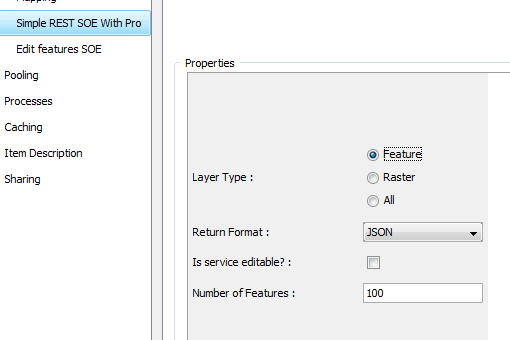 Mapping
Simple REST SOE With Pro
Edit features SOE
Pooling
Processes
Caching
Item Description
Sharing
Properties
Feature
Layer Type :
Raster
All
Return Format :
JSON
Is service editable? :
Number of Features :
100